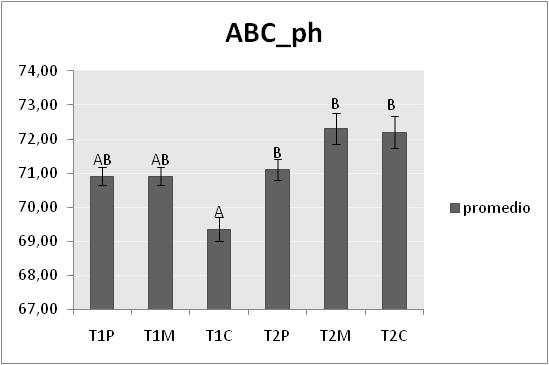 ABC_ph
74,00
73,00
72,00
71,00
70,00
69,00
68,00
67,00
AB AB A B B B
T1P T1M T1C T2P T2M T2C
promedio